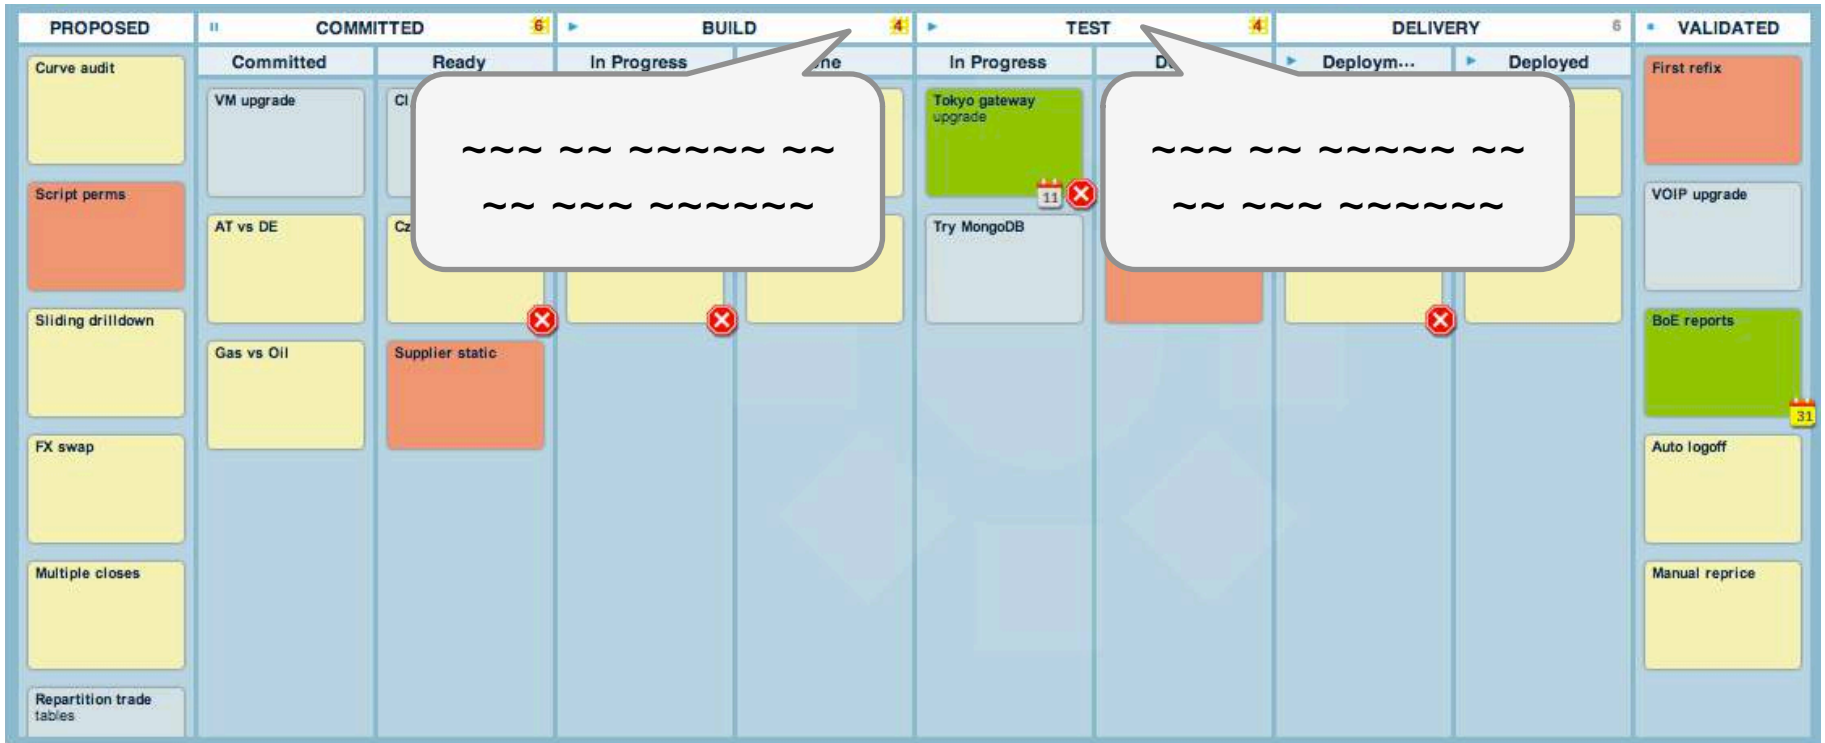 PROPOSED COMMITTED 6 BUILD 4 TEST 4 DELIVERY 6 VALIDATED
Committed Ready In Progress In Progress Deploym... Deployed
Curve audit
Script perms
Sliding drilldown
FX swap
Multiple closes
Repartition trade
tables
VM upgrade
AT vs DE
Gas vs Oil
Supplier static
Tokyo gateway
upgrade
11
Try MongoDB
First refix
VOIP upgrade
BoE reports
31
Auto logoff
Manual reprice
~~~ ~~ ~~~~~ ~~
~~ ~~~ ~~~~~~
~~~ ~~ ~~~~~ ~~
~~ ~~~ ~~~~~~